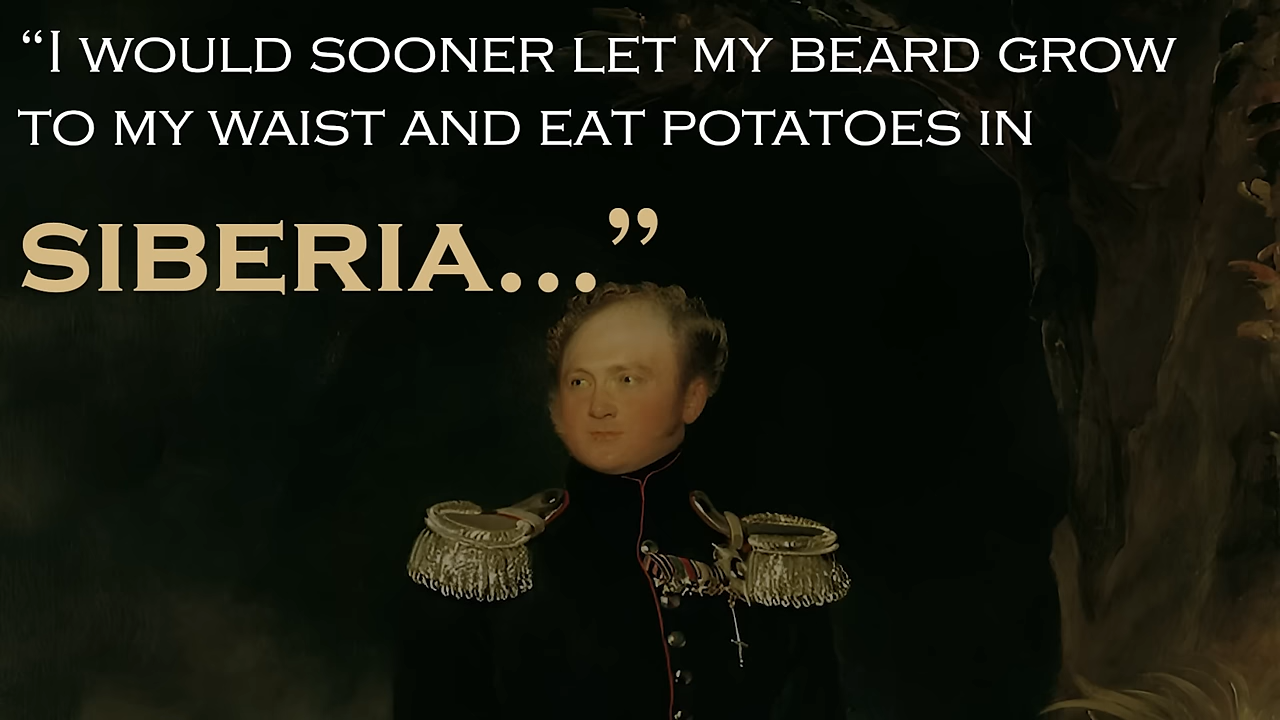 “I WOULD SOONER LET MY BEARD GROW
TO MY WAIST AND EAT POTATOES IN
SIBERIA...”